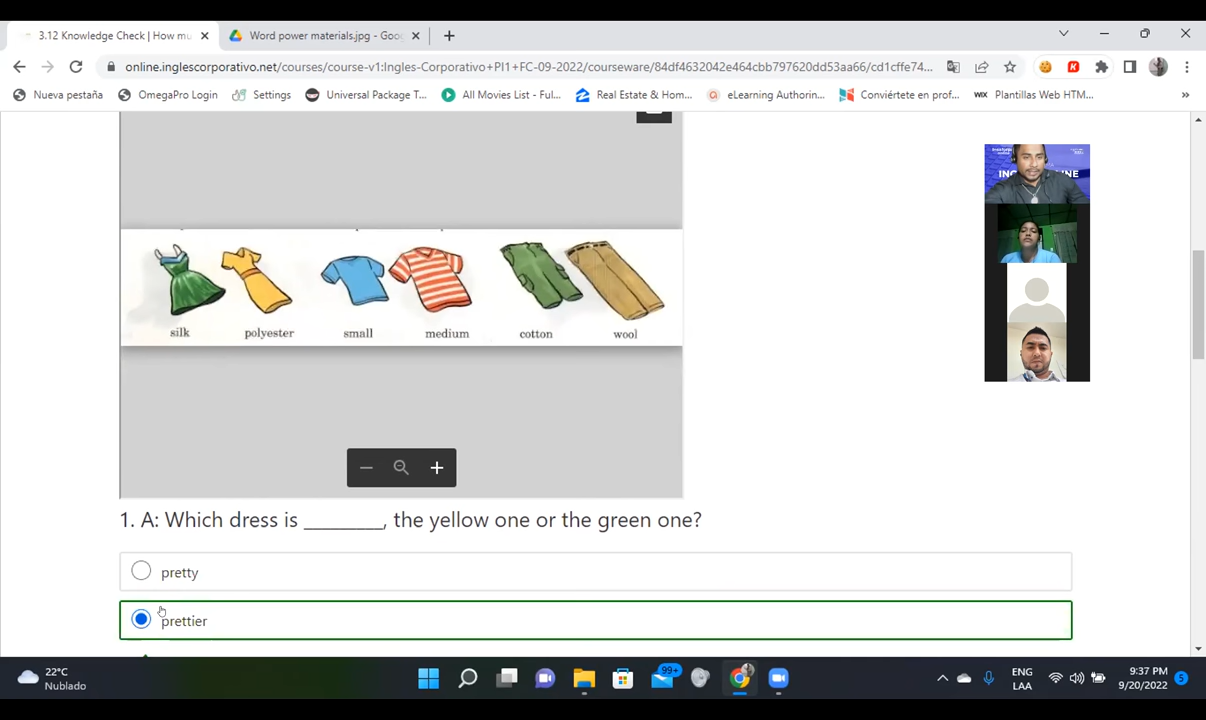 3.12 Knowledge Check | How mu
Word power materials.jpg - Goo
online.inglescorporativo.net/courses/course-v1:Ingles-Corporativo+PI1+FC-09-2022/courseware/84df4632042e464cbb797620dd53aa66/cd1cffe74...
Nueva pestaña
OmegaPro Login
Settings
Universal Package T...
All Movies List - Ful...
Real Estate & Hom...
eLearning Authorin...
Conviértete en prof...
WIX Plantillas Web HTM...
»
silk polyester small medium cotton wool
1. A: Which dress is _________, the yellow one or the green one?
pretty
prettier
22°C
Nublado
99+
ENG
LAA
9:37 PM
9/20/2022
5